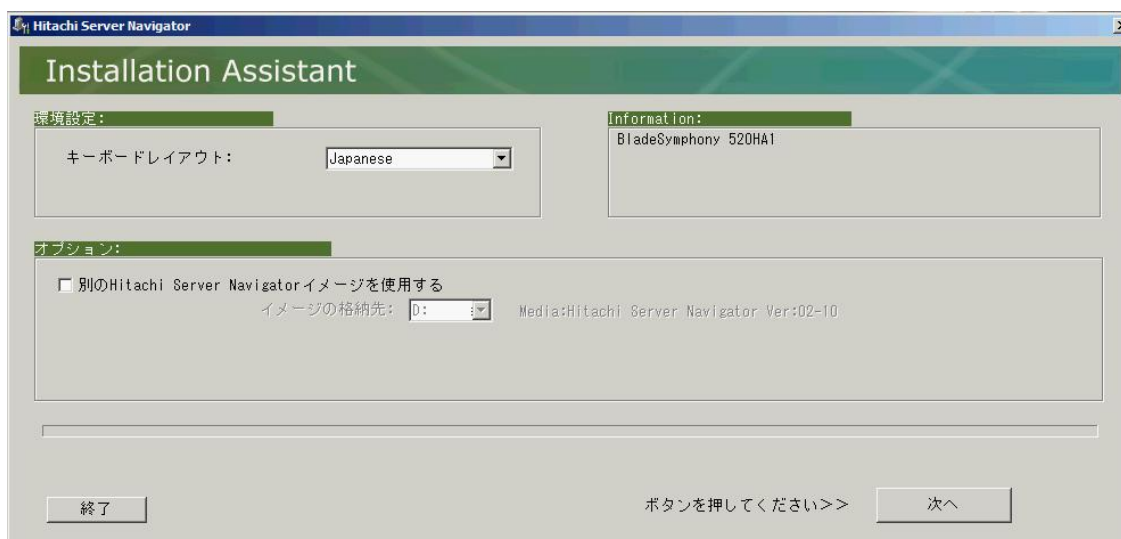 Hitachi Server Navigator
Installation Assistant
環境設定:
キーボードレイアウト:
Japanese
Information:
BladeSymphony 520HA1
オプション:
別のHitachi Server Navigatorイメージを使用する
イメージの格納先: D: Media:Hitachi Server Navigator Ver:02-10
終了
ボタンを押してください>>
次へ